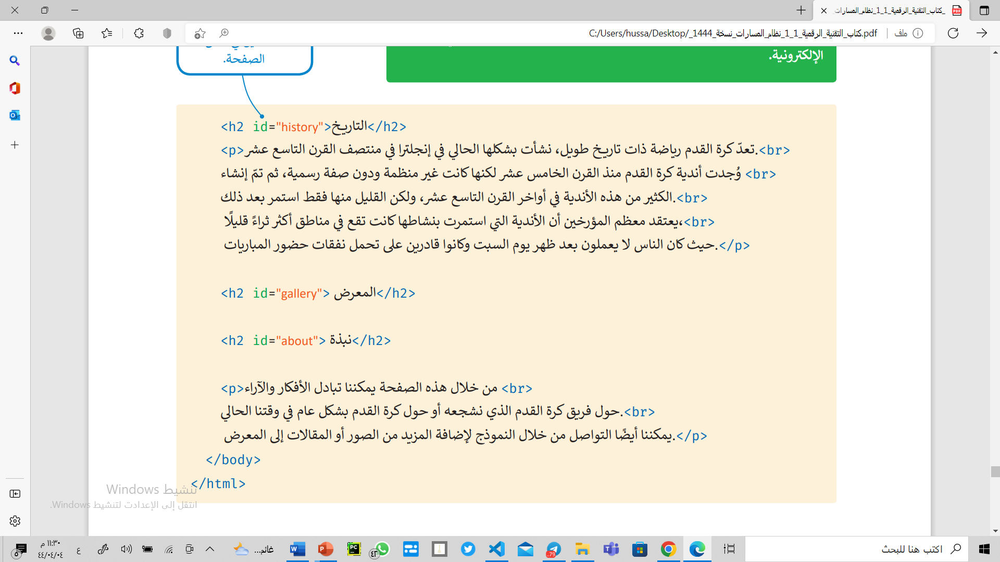 كتاب_التقنية_الرقمية_1_1_نظام_المسارات_
C:/Users/hussa/Desktop/_1444_كتاب_التقنية_الرقمية_1_1_نظام_المسارات_نسخة.pdf
ملف
الصفحة.
الإلكترونية.
<h2 id="history">التاريخ</h2>
<p>تعدّ كرة القدم رياضة ذات تاريخ طويل، نشأت بشكلها الحالي في إنجلترا في منتصف القرن التاسع عشر.<br>
وُجدت أندية كرة القدم منذ القرن الخامس عشر لكنها كانت غير منظمة ودون صفة رسمية، ثم تمّ إنشاء <br>
الكثير من هذه الأندية في أواخر القرن التاسع عشر، ولكن القليل منها فقط استمر بعد ذلك.<br>
يعتقد معظم المؤرخين أن الأندية التي استمرت بنشاطها كانت تقع في مناطق أكثر ثراءً قليلًا،<br>
حيث كان الناس لا يعملون بعد ظهر يوم السبت وكانوا قادرين على تحمل نفقات حضور المباريات.</p>
<h2 id="gallery"> المعرض</h2>
<h2 id="about"> نبذة</h2>
<p>من خلال هذه الصفحة يمكننا تبادل الأفكار والآراء <br>
حول فريق كرة القدم الذي نشجعه أو حول كرة القدم بشكل عام في وقتنا الحالي.<br>
يمكننا أيضًا التواصل من خلال النموذج لإضافة المزيد من الصور أو المقالات إلى المعرض.</p>
</body>
</html>
تنشيط Windows
انتقل إلى الإعدادت لتنشيط Windows.
اكتب هنا للبحث
غائم...
٤٢
79..
ع
١١:٣٠ م
٤٤/٠٤/٠٤
٥